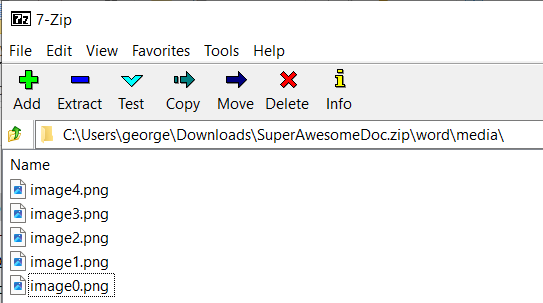 7z 7-Zip
File Edit View Favorites Tools Help
Add Extract Test Copy Move Delete Info
C:\Users\george\Downloads\SuperAwesomeDoc.zip\word\media\
Name
image4.png
image3.png
image2.png
image1.png
image0.png